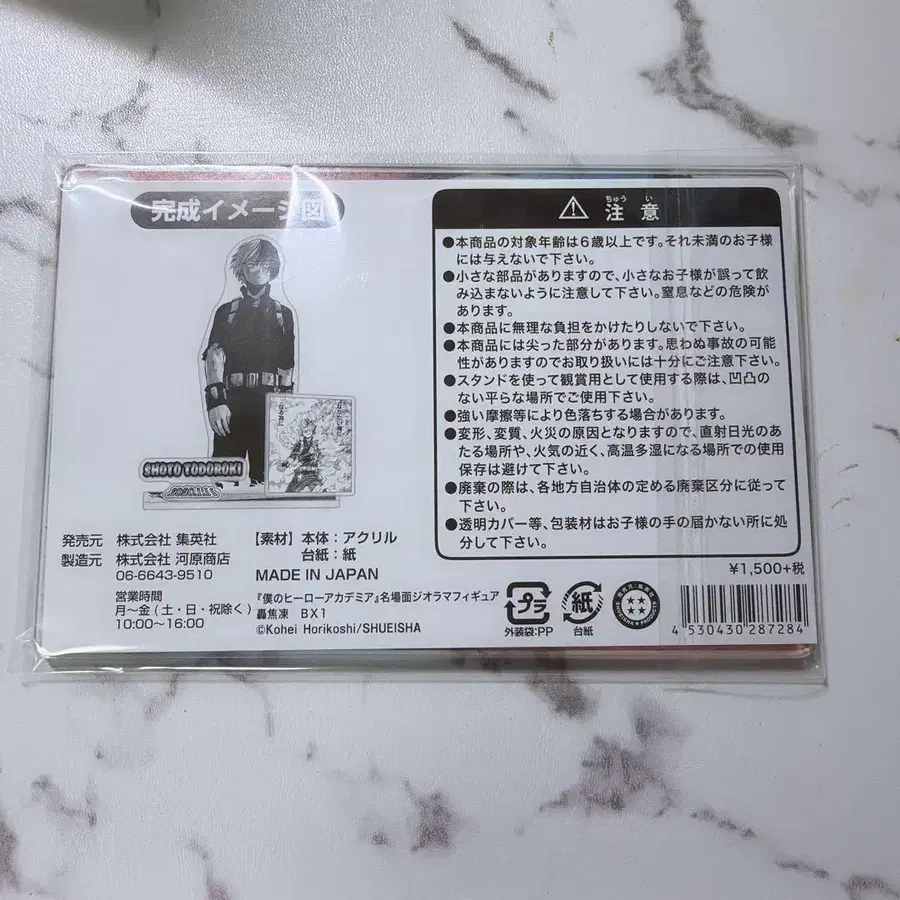 完成イメージ図
SHOTO TODOROKI
発売元 株式会社 集英社
製造元 株式会社 河原商店
06-6643-9510
営業時間
月〜金(土・日・祝除く)
10:00〜16:00
【素材】本体:アクリル
台紙:紙
MADE IN JAPAN
『僕のヒーローアカデミア』名場面ジオラマフィギュア
轟焦凍 BX1
©Kohei Horikoshi/SHUEISHA
ちゅう い
注 意
●本商品の対象年齢は6歳以上です。それ未満のお子様
には与えないで下さい。
●小さな部品がありますので、小さなお子様が誤って飲
み込まないように注意して下さい。窒息などの危険が
あります。
●本商品に無理な負担をかけたりしないで下さい。
●本商品には尖った部分があります。思わぬ事故の可能
性がありますのでお取り扱いには十分にご注意下さい。
●スタンドを使って観賞用として使用する際は、凹凸の
ない平らな場所でご使用下さい。
●強い摩擦等により色落ちする場合があります。
●変形、変質、火災の原因となりますので、直射日光のあ
たる場所や、火気の近く、高温多湿になる場所での使用
保存は避けて下さい。
●廃棄の際は、各地方自治体の定める廃棄区分に従って
下さい。
●透明カバー等、包装材はお子様の手の届かない所に処
分して下さい。
¥1,500+税
プラ
外装袋:PP
紙
台紙
SHUEISHA PRODUCTS
4 530430 287284